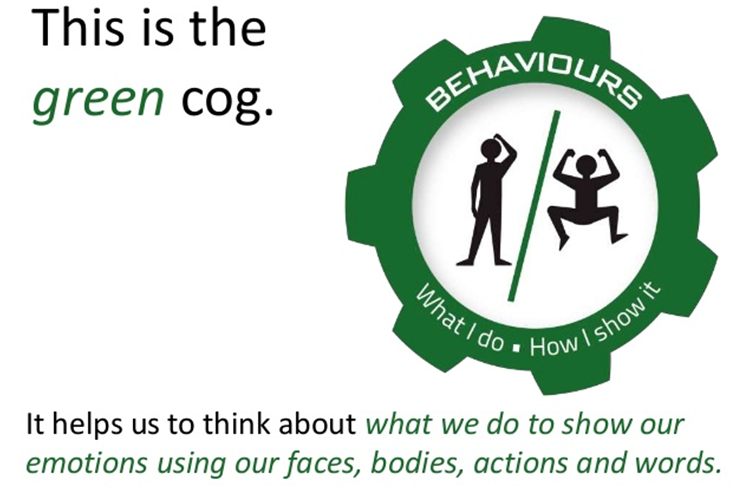 This is the
green cog.
BEHAVIOURS
What I do ▪ How I show it
It helps us to think about what we do to show our
emotions using our faces, bodies, actions and words.